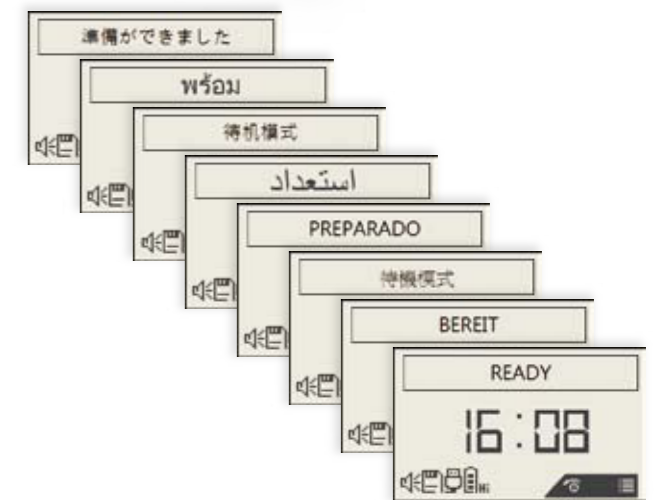 準備ができました
พร้อม
待机模式
استعداد
PREPARADO
待機模式
BEREIT
READY
16:08
Hi